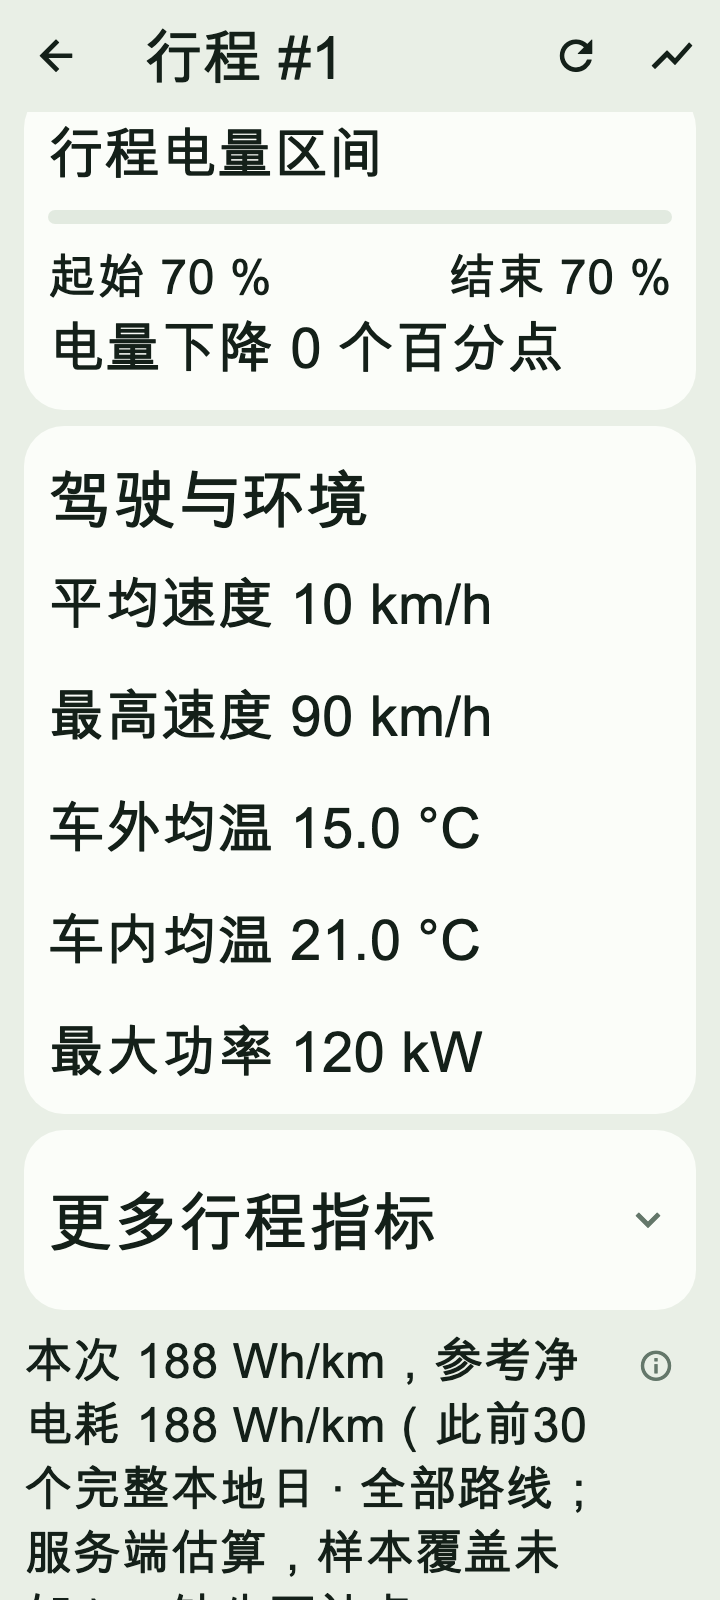 行程 #1
行程电量区间
起始 70 %
结束 70 %
电量下降 0 个百分点
驾驶与环境
平均速度 10 km/h
最高速度 90 km/h
车外均温 15.0 °C
车内均温 21.0 °C
最大功率 120 kW
更多行程指标
本次 188 Wh/km，参考净
电耗 188 Wh/km（此前30
个完整本地日 · 全部路线；
服务端估算，样本覆盖未